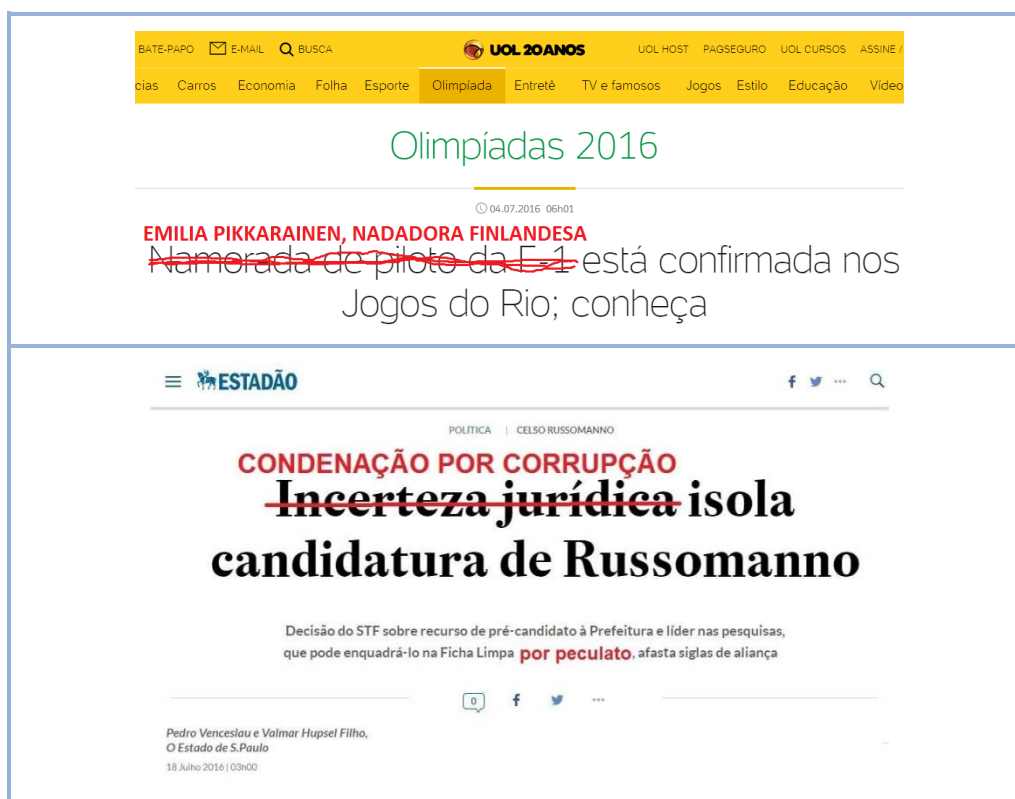 BATE-PAPO E-MAIL BUSCA UOL 20 ANOS UOL HOST PAGSEGURO UOL CURSOS ASSINE /
cias Carros Economia Folha Esporte Olimpíada Entretê TV e famosos Jogos Estilo Educação Vídeo
Olimpíadas 2016
04.07.2016 06h01
EMILIA PIKKARAINEN, NADADORA FINLANDESA
Namorada de piloto da F-1 está confirmada nos
Jogos do Rio; conheça
ESTADÃO
POLÍTICA | CELSO RUSSOMANNO
CONDENAÇÃO POR CORRUPÇÃO
Incerteza jurídica isola
candidatura de Russomanno
Decisão do STF sobre recurso de pré-candidato à Prefeitura e líder nas pesquisas,
que pode enquadrá-lo na Ficha Limpa por peculato, afasta siglas de aliança
0
Pedro Venceslau e Valmar Hupsel Filho,
O Estado de S.Paulo
18 Julho 2016 | 03h00